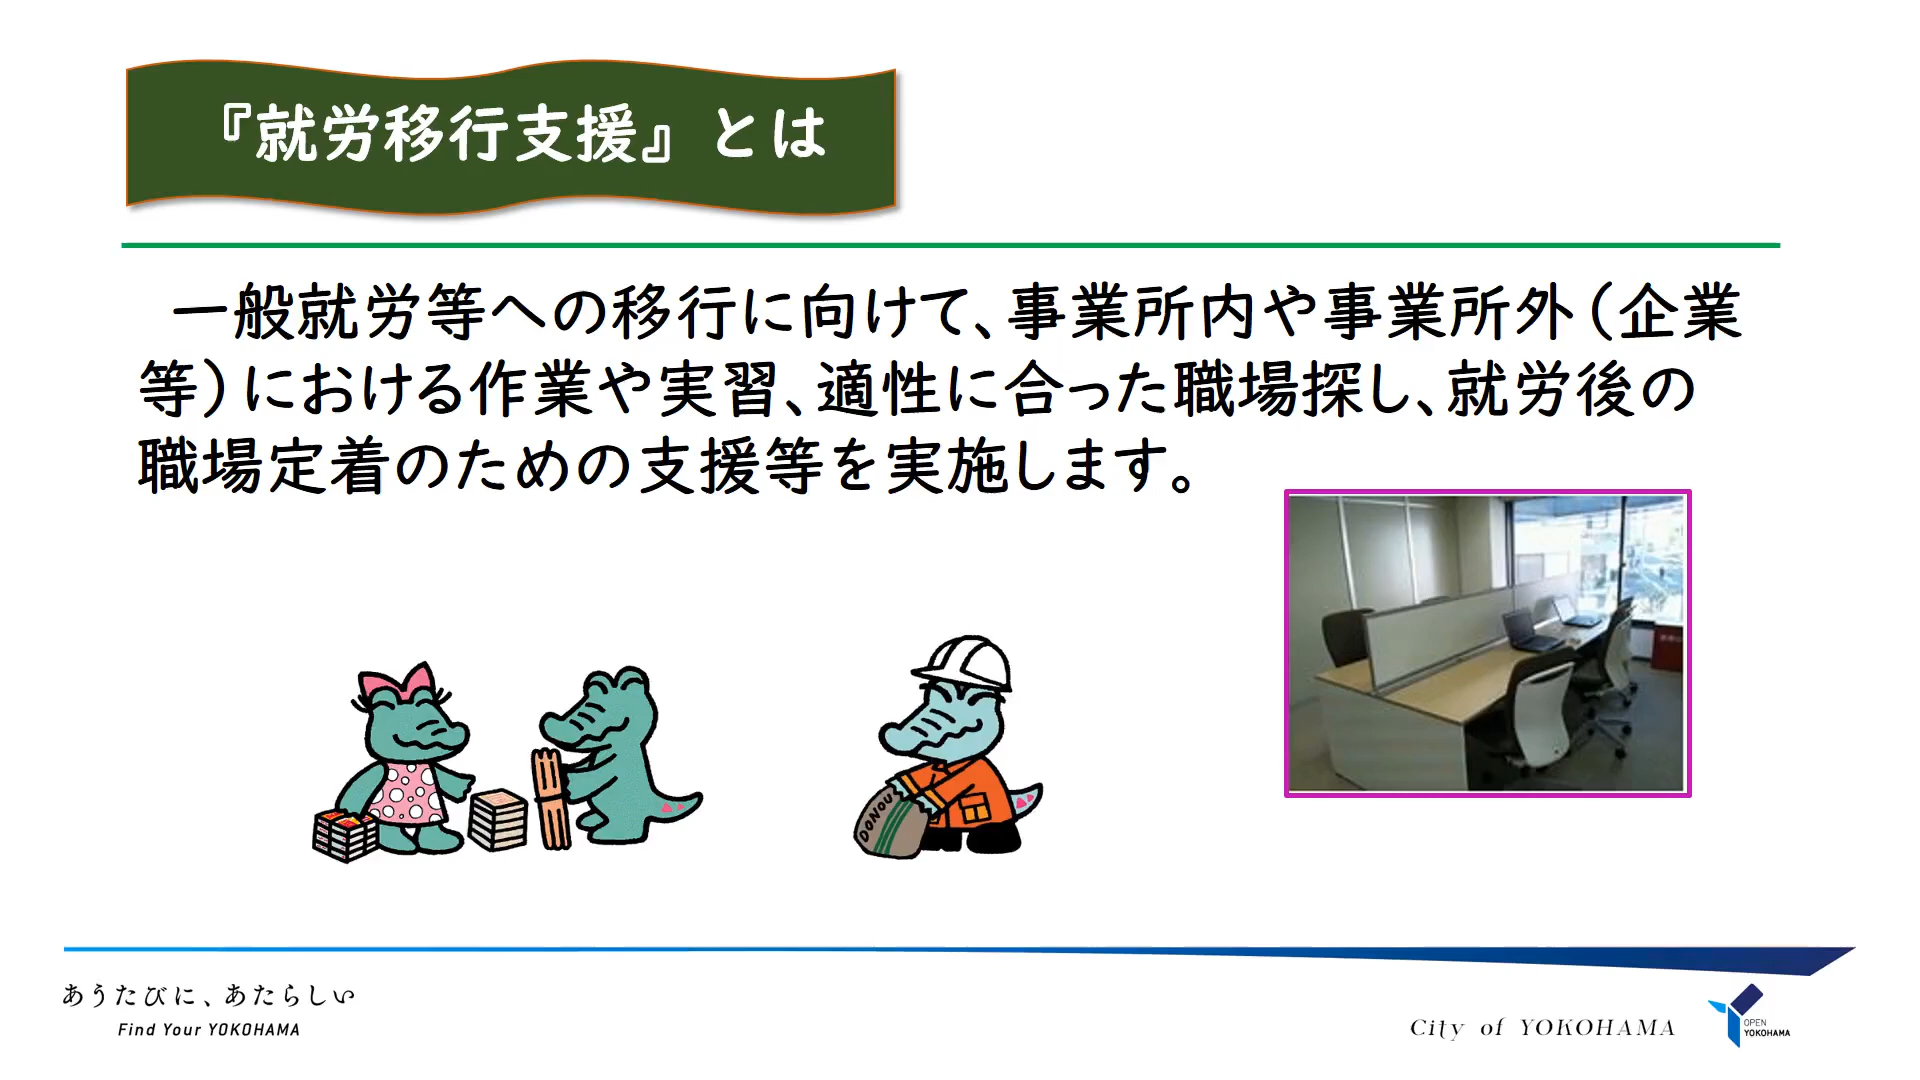 『就労移行支援』とは
一般就労等への移行に向けて、事業所内や事業所外（企業
等）における作業や実習、適性に合った職場探し、就労後の
職場定着のための支援等を実施します。
DONOU
あうたびに、あたらしい
Find Your YOKOHAMA
City of YOKOHAMA
OPEN
YOKOHAMA